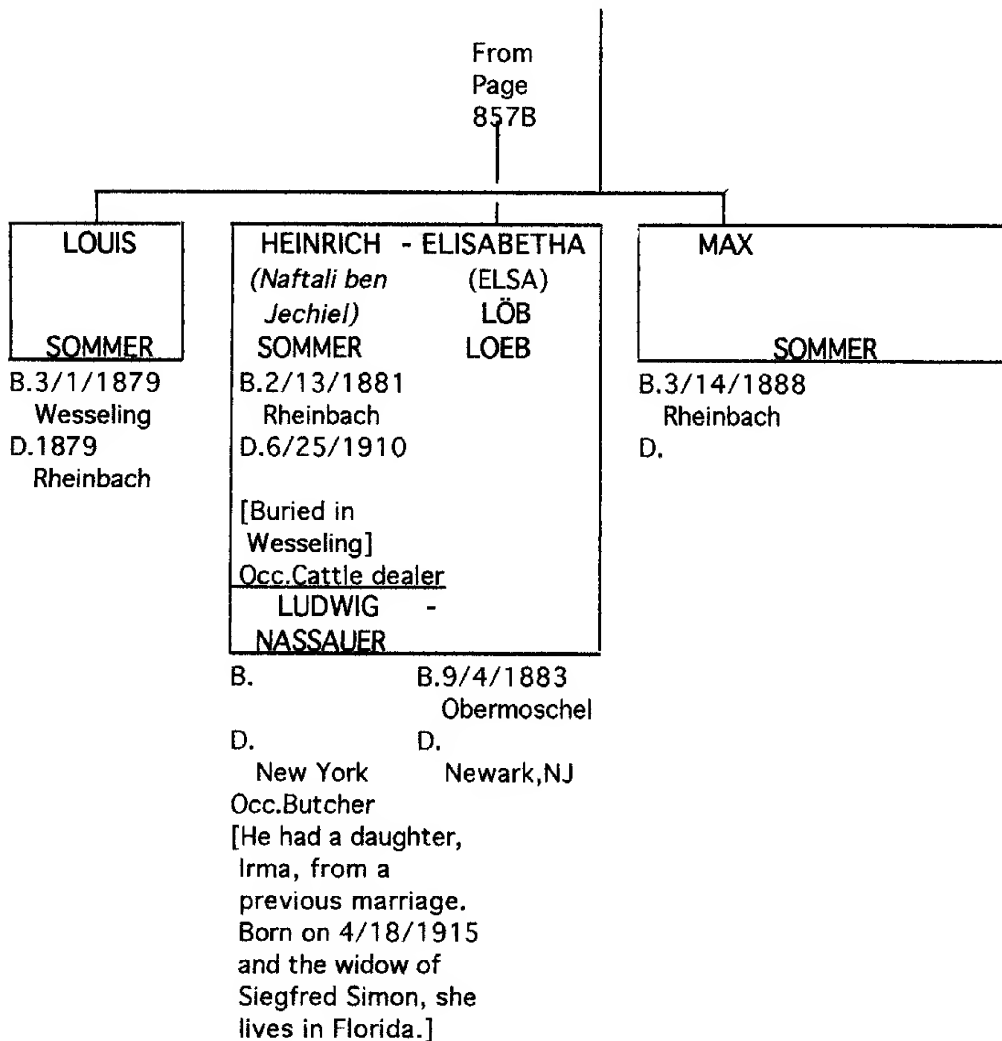 From
Page
857B
LOUIS
SOMMER
B.3/1/1879
Wesseling
D.1879
Rheinbach
HEINRICH - ELISABETHA
(Naftali ben (ELSA)
Jechiel) LÖB
SOMMER LOEB
B.2/13/1881
Rheinbach
D.6/25/1910
[Buried in
Wesseling]
Occ.Cattle dealer
LUDWIG -
NASSAUER
B. B.9/4/1883
Obermoschel
D. D.
New York Newark,NJ
Occ.Butcher
[He had a daughter,
Irma, from a
previous marriage.
Born on 4/18/1915
and the widow of
Siegfred Simon, she
lives in Florida.]
MAX
SOMMER
B.3/14/1888
Rheinbach
D.